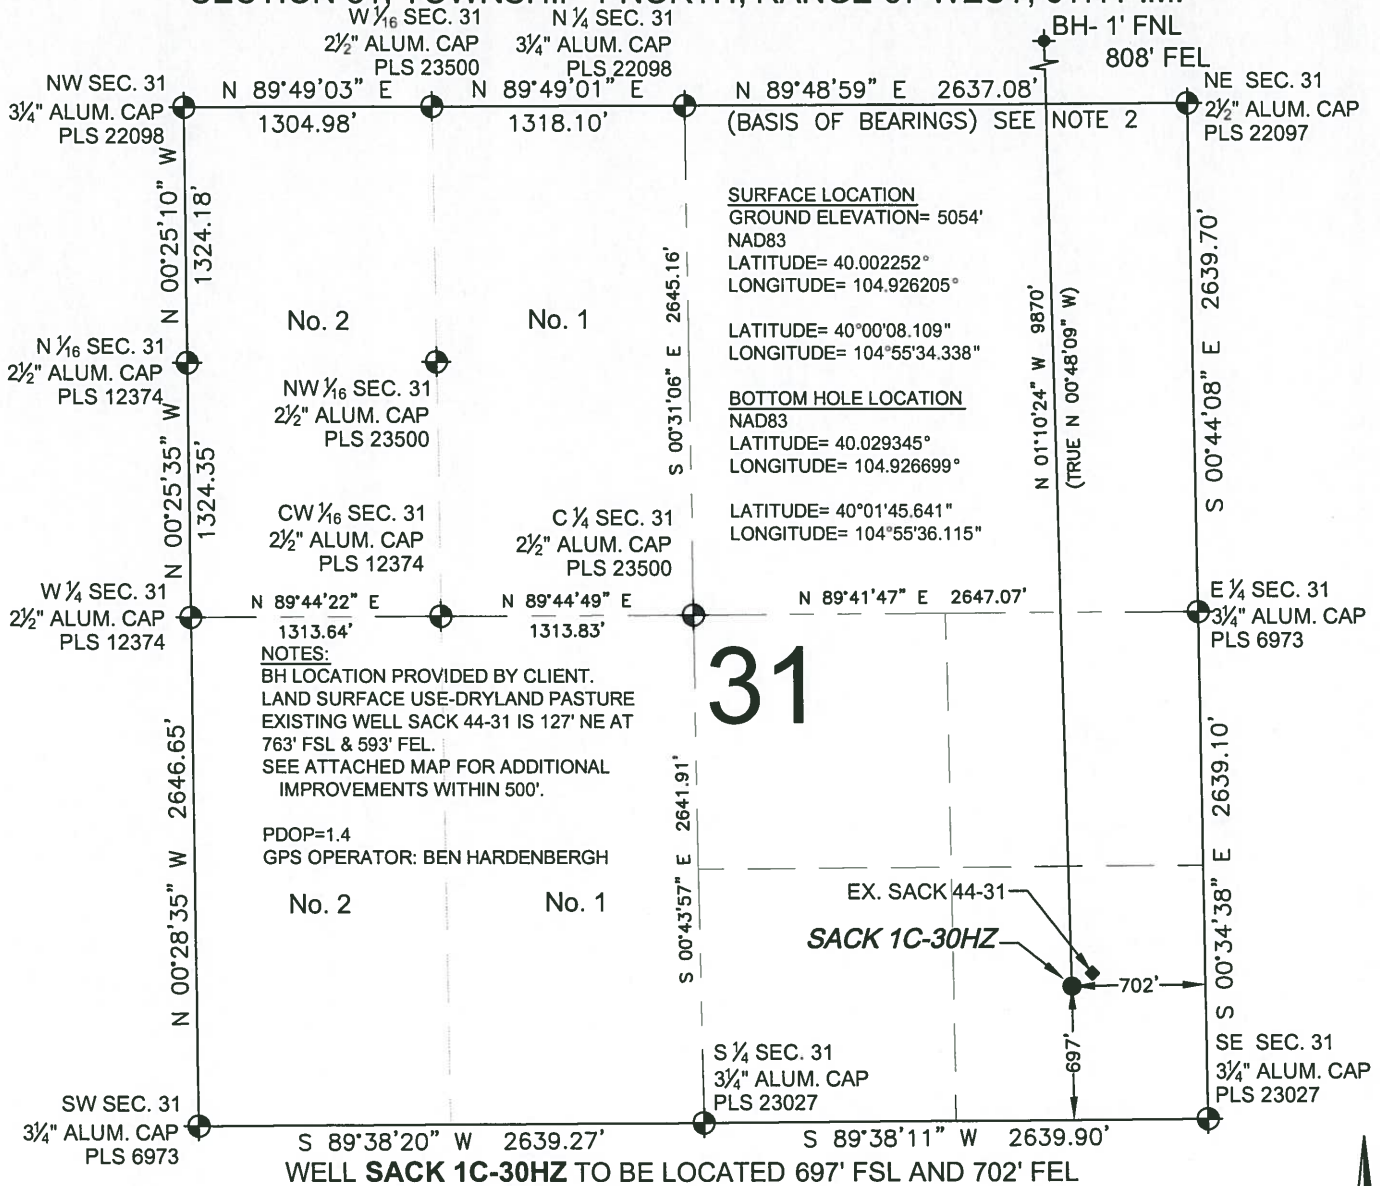 W 1/16 SEC. 31
2½" ALUM. CAP
PLS 23500
N ¼ SEC. 31
3¼" ALUM. CAP
PLS 22098
BH- 1' FNL
808' FEL
NW SEC. 31
3¼" ALUM. CAP
PLS 22098
N 89°49'03" E
1304.98'
N 89°49'01" E
1318.10'
N 89°48'59" E 2637.08'
(BASIS OF BEARINGS) SEE NOTE 2
NE SEC. 31
2½" ALUM. CAP
PLS 22097
N 00°25'10" W
1324.18'
SURFACE LOCATION
GROUND ELEVATION= 5054'
NAD83
LATITUDE= 40.002252°
LONGITUDE= 104.926205°
LATITUDE= 40°00'08.109"
LONGITUDE= 104°55'34.338"
BOTTOM HOLE LOCATION
NAD83
LATITUDE= 40.029345°
LONGITUDE= 104.926699°
LATITUDE= 40°01'45.641"
LONGITUDE= 104°55'36.115"
S 00°31'06" E 2645.16'
N 01°10'24" W 9870'
(TRUE N 00°48'09" W)
S 00°44'08" E 2639.70'
No. 2
No. 1
N 1/16 SEC. 31
2½" ALUM. CAP
PLS 12374
NW 1/16 SEC. 31
2½" ALUM. CAP
PLS 23500
N 00°25'35" W
1324.35'
CW 1/16 SEC. 31
2½" ALUM. CAP
PLS 12374
C ¼ SEC. 31
2½" ALUM. CAP
PLS 23500
W ¼ SEC. 31
2½" ALUM. CAP
PLS 12374
N 89°44'22" E
1313.64'
N 89°44'49" E
1313.83'
N 89°41'47" E 2647.07'
E ¼ SEC. 31
3¼" ALUM. CAP
PLS 6973
NOTES:
BH LOCATION PROVIDED BY CLIENT.
LAND SURFACE USE-DRYLAND PASTURE
EXISTING WELL SACK 44-31 IS 127' NE AT
763' FSL & 593' FEL.
SEE ATTACHED MAP FOR ADDITIONAL
IMPROVEMENTS WITHIN 500'.
PDOP=1.4
GPS OPERATOR: BEN HARDENBERGH
31
N 00°28'35" W 2646.65'
S 00°43'57" E 2641.91'
S 00°34'38" E 2639.10'
No. 2
No. 1
EX. SACK 44-31
SACK 1C-30HZ
702'
697'
S ¼ SEC. 31
3¼" ALUM. CAP
PLS 23027
SE SEC. 31
3¼" ALUM. CAP
PLS 23027
SW SEC. 31
3¼" ALUM. CAP
PLS 6973
S 89°38'20" W 2639.27'
S 89°38'11" W 2639.90'
WELL SACK 1C-30HZ TO BE LOCATED 697' FSL AND 702' FEL